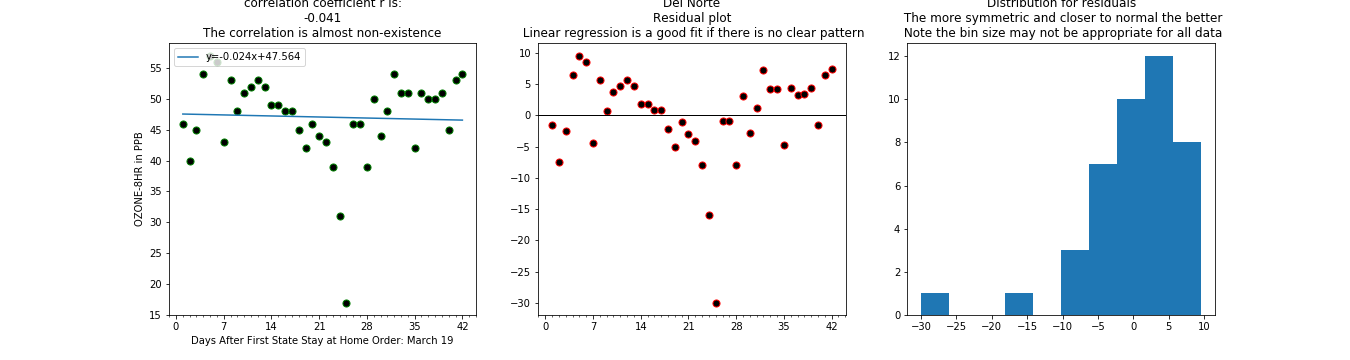 correlation coefficient r is:
-0.041
The correlation is almost non-existence
y=-0.024x+47.564
OZONE-8HR in PPB
55
50
45
40
35
30
25
20
15
0 7 14 21 28 35 42
Days After First State Stay at Home Order: March 19
Del Norte
Residual plot
Linear regression is a good fit if there is no clear pattern
10
5
0
−5
−10
−15
−20
−25
−30
0 7 14 21 28 35 42
Distribution for residuals
The more symmetric and closer to normal the better
Note the bin size may not be appropriate for all data
12
10
8
6
4
2
0
−30 −25 −20 −15 −10 −5 0 5 10